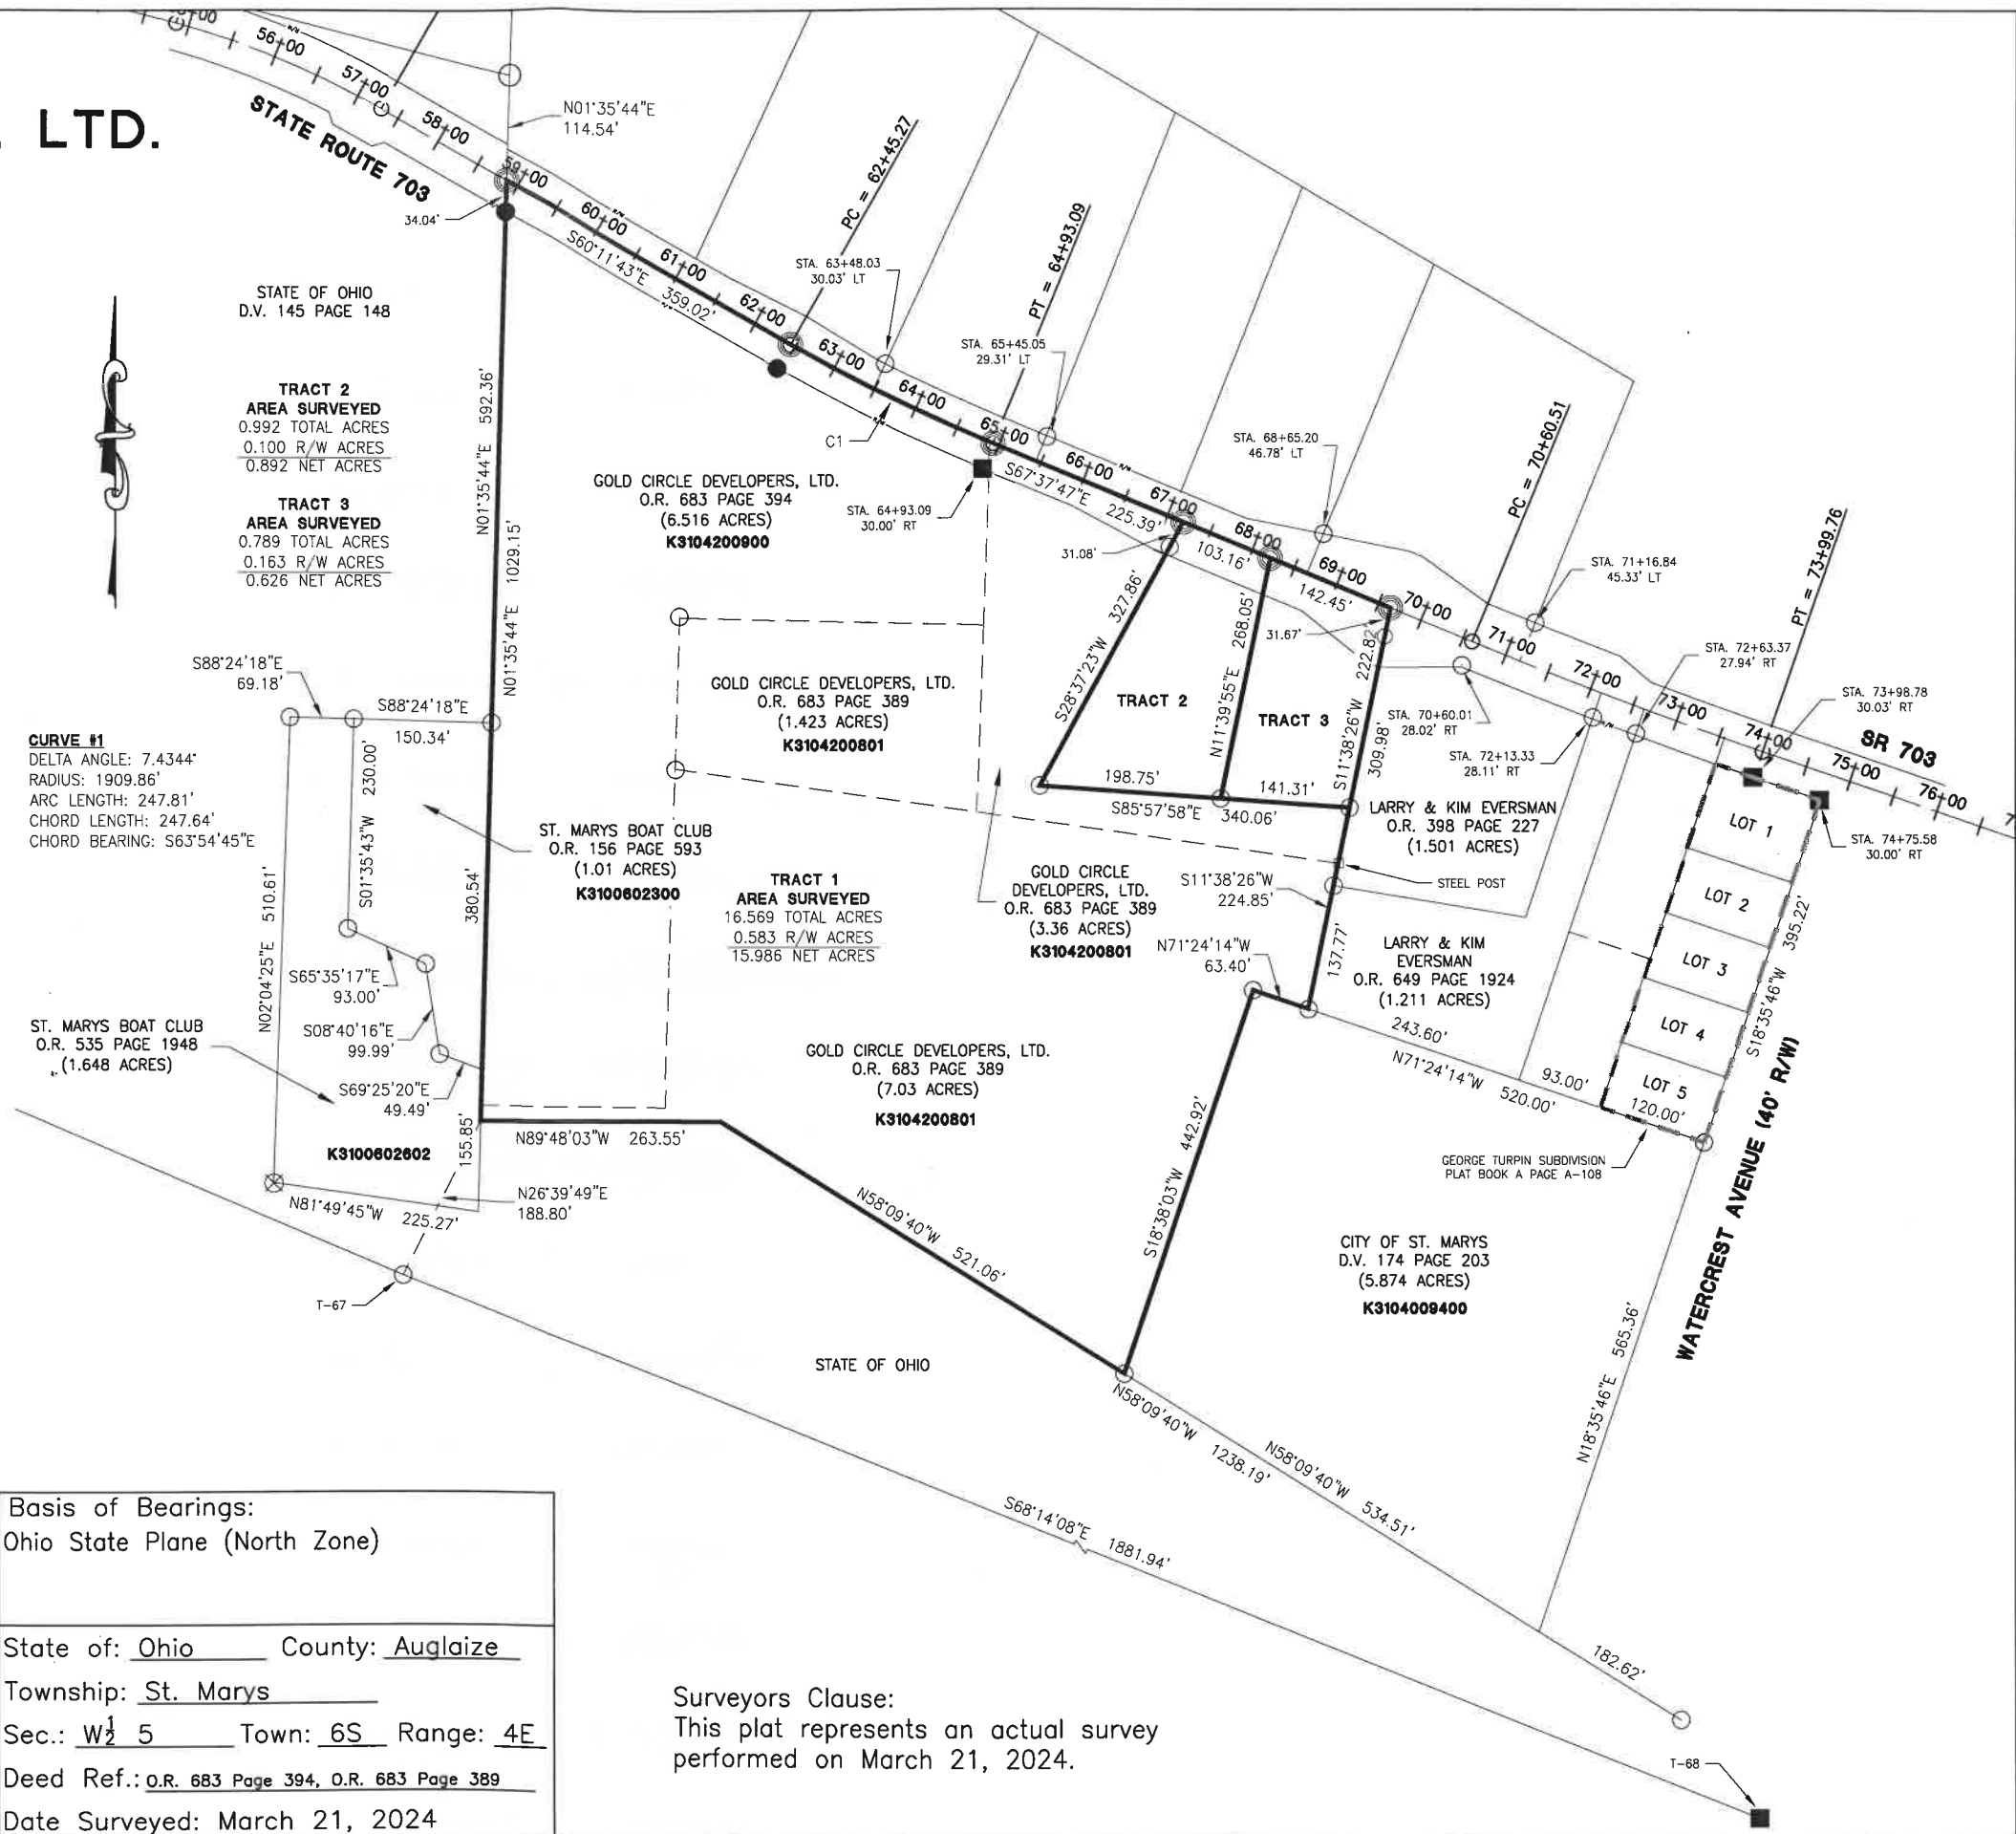 LTD.
56+00
57+00
58+00
59+00
60+00
61+00
62+00
63+00
64+00
65+00
66+00
67+00
68+00
69+00
70+00
71+00
72+00
73+00
74+00
75+00
76+00
STATE ROUTE 703
N01°35'44"E
114.54'
34.04'
PC = 62+45.27
PT = 64+93.09
PC = 70+60.51
PT = 73+99.76
SR 703
S60°11'43"E 359.02'
STA. 63+48.03
30.03' LT
STA. 65+45.05
29.31' LT
STA. 68+65.20
46.78' LT
STA. 71+16.84
45.33' LT
STA. 72+63.37
27.94' RT
STA. 73+98.78
30.03' RT
STA. 74+75.58
30.00' RT
STA. 70+60.01
28.02' RT
STA. 72+13.33
28.11' RT
STA. 64+93.09
30.00' RT
C1
S67°37'47"E 225.39'
103.16'
142.45'
31.08'
31.67'
STATE OF OHIO
D.V. 145 PAGE 148
TRACT 2
AREA SURVEYED
0.992 TOTAL ACRES
0.100 R/W ACRES
0.892 NET ACRES
TRACT 3
AREA SURVEYED
0.789 TOTAL ACRES
0.163 R/W ACRES
0.626 NET ACRES
N01°35'44"E 592.36'
N01°35'44"E 1029.15'
380.54'
155.85'
GOLD CIRCLE DEVELOPERS, LTD.
O.R. 683 PAGE 394
(6.516 ACRES)
K3104200900
GOLD CIRCLE DEVELOPERS, LTD.
O.R. 683 PAGE 389
(1.423 ACRES)
K3104200801
S28°37'23"W 327.86'
TRACT 2
N11°39'55"E 268.05'
TRACT 3
S11°38'26"W 309.98'
222.82'
198.75'
141.31'
S85°57'58"E 340.06'
S88°24'18"E
69.18'
S88°24'18"E
150.34'
CURVE #1
DELTA ANGLE: 7.4344°
RADIUS: 1909.86'
ARC LENGTH: 247.81'
CHORD LENGTH: 247.64'
CHORD BEARING: S63°54'45"E
S01°35'43"W 230.00'
N02°04'25"E 510.61'
ST. MARYS BOAT CLUB
O.R. 156 PAGE 593
(1.01 ACRES)
K3100602300
TRACT 1
AREA SURVEYED
16.569 TOTAL ACRES
0.583 R/W ACRES
15.986 NET ACRES
GOLD CIRCLE
DEVELOPERS, LTD.
O.R. 683 PAGE 389
(3.36 ACRES)
K3104200801
LARRY & KIM EVERSMAN
O.R. 398 PAGE 227
(1.501 ACRES)
STEEL POST
S11°38'26"W
224.85'
137.77'
N71°24'14"W
63.40'
LARRY & KIM
EVERSMAN
O.R. 649 PAGE 1924
(1.211 ACRES)
LOT 1
LOT 2
LOT 3
LOT 4
LOT 5
120.00'
S18°35'46"W 395.22'
WATERCREST AVENUE (40' R/W)
243.60'
93.00'
N71°24'14"W 520.00'
GEORGE TURPIN SUBDIVISION
PLAT BOOK A PAGE A-108
S65°35'17"E
93.00'
S08°40'16"E
99.99'
S69°25'20"E
49.49'
ST. MARYS BOAT CLUB
O.R. 535 PAGE 1948
(1.648 ACRES)
K3100602602
N81°49'45"W 225.27'
N26°39'49"E
188.80'
T-67
N89°48'03"W 263.55'
GOLD CIRCLE DEVELOPERS, LTD.
O.R. 683 PAGE 389
(7.03 ACRES)
K3104200801
N58°09'40"W 521.06'
S18°38'03"W 442.92'
CITY OF ST. MARYS
D.V. 174 PAGE 203
(5.874 ACRES)
K3104009400
N18°35'46"E 565.36'
STATE OF OHIO
N58°09'40"W 1238.19'
N58°09'40"W 534.51'
182.62'
S68°14'08"E 1881.94'
T-68
Basis of Bearings:
Ohio State Plane (North Zone)
State of: Ohio County: Auglaize
Township: St. Marys
Sec.: W½ 5 Town: 6S Range: 4E
Deed Ref.: O.R. 683 Page 394, O.R. 683 Page 389
Date Surveyed: March 21, 2024
Surveyors Clause:
This plat represents an actual survey
performed on March 21, 2024.